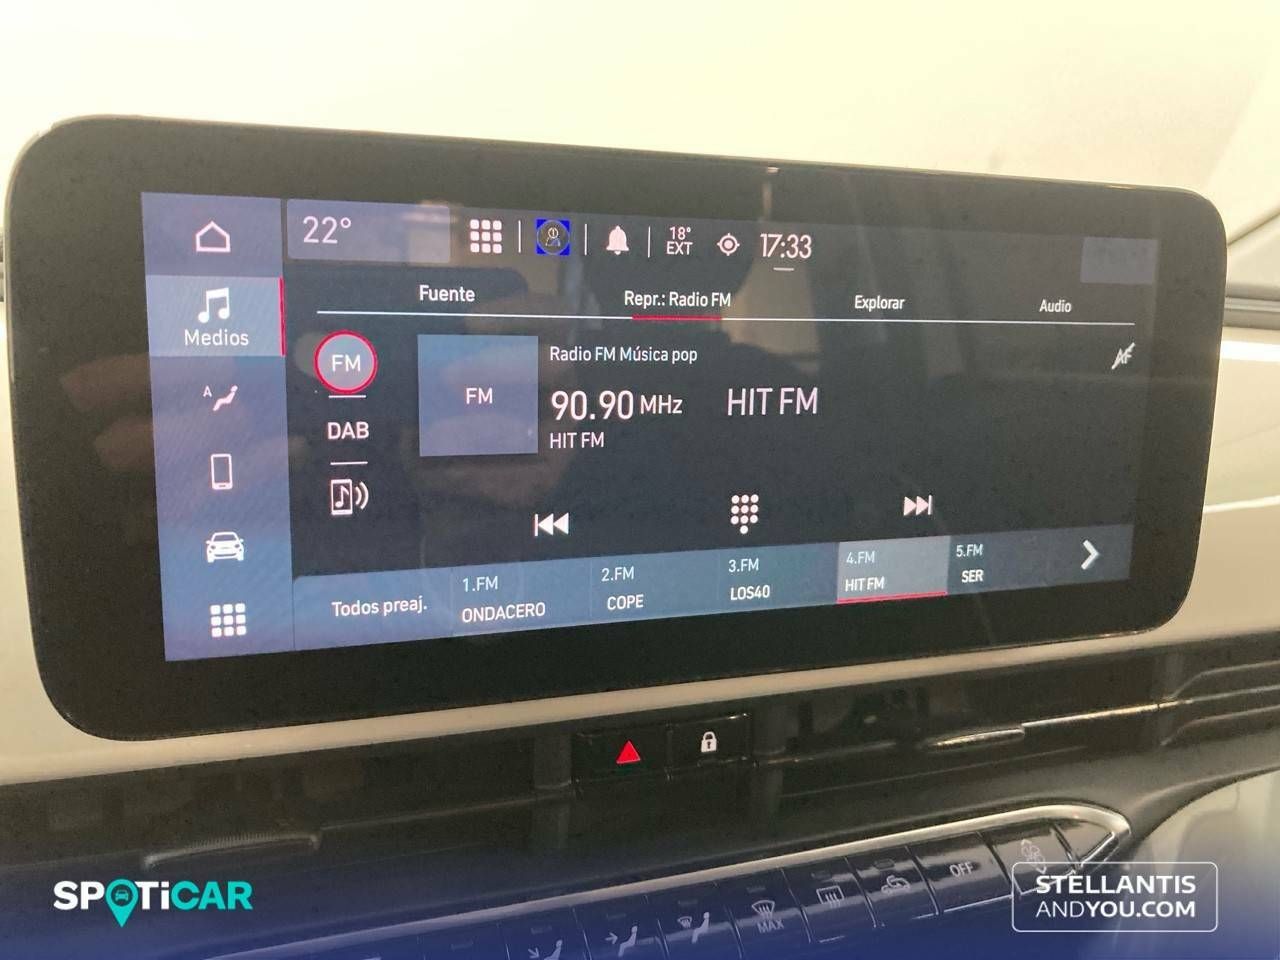 22°
18°
EXT
17:33
Medios
Fuente
Repr.: Radio FM
Explorar
Audio
FM
DAB
FM
Radio FM Música pop
90.90 MHz
HIT FM
HIT FM
AF
A
Todos preaj.
1.FM
ONDACERO
2.FM
COPE
3.FM
LOS40
4.FM
HIT FM
5.FM
SER
MAX
OFF
SPOTiCAR
STELLANTIS
ANDYOU.COM